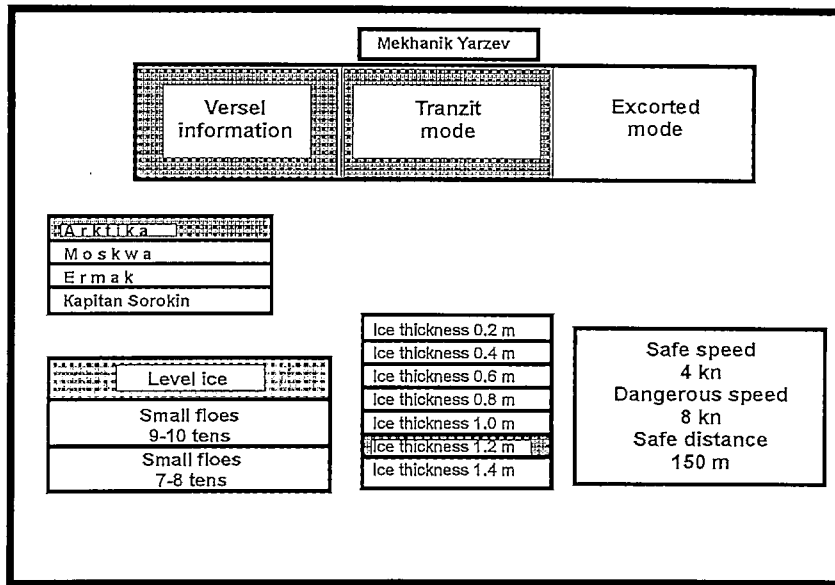 Mekhanik Yarzev
Versel
information
Tranzit
mode
Excorted
mode
Arktika
Moskwa
Ermak
Kapitan Sorokin
Level ice
Small floes
9-10 tens
Small floes
7-8 tens
Ice thickness 0.2 m
Ice thickness 0.4 m
Ice thickness 0.6 m
Ice thickness 0.8 m
Ice thickness 1.0 m
Ice thickness 1.2 m
Ice thickness 1.4 m
Safe speed
4 kn
Dangerous speed
8 kn
Safe distance
150 m